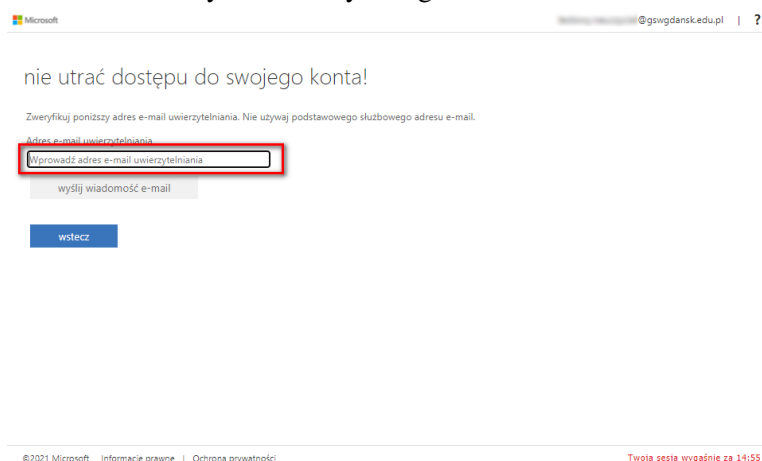 Microsoft
@gswgdansk.edu.pl | ?
nie utrać dostępu do swojego konta!
Zweryfikuj poniższy adres e-mail uwierzytelniania. Nie używaj podstawowego służbowego adresu e-mail.
Adres e-mail uwierzytelniania
Wprowadź adres e-mail uwierzytelniania
wyślij wiadomość e-mail
wstecz
©2021 Microsoft Informacje prawne | Ochrona prywatności
Twoja sesja wygaśnie za 14:55